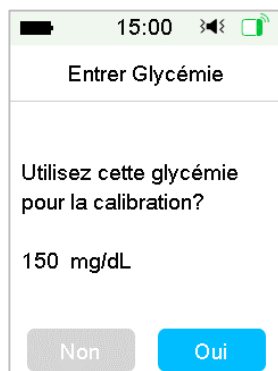 15:00
Entrer Glycémie
Utilisez cette glycémie
pour la calibration?
150 mg/dL
Non
Oui